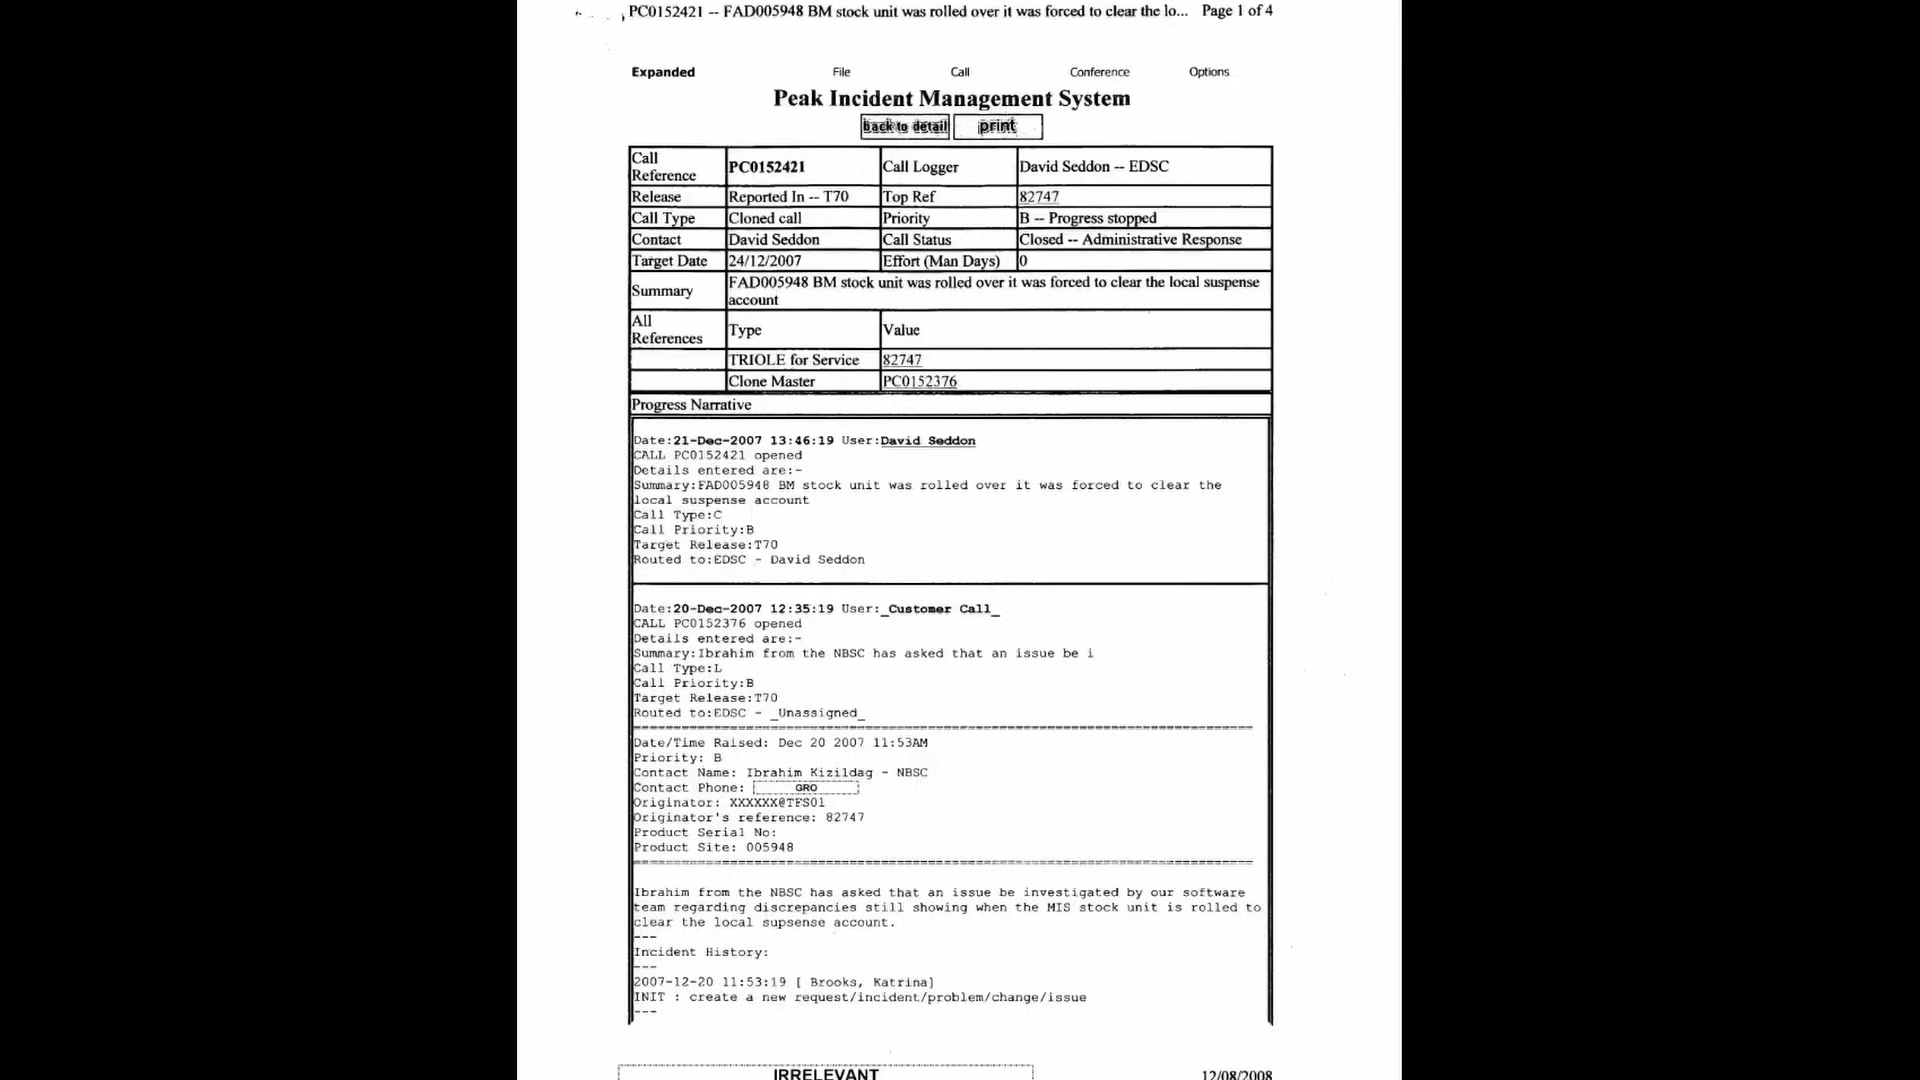 PC0152421 -- FAD005948 BM stock unit was rolled over it was forced to clear the lo... Page 1 of 4
Expanded File Call Conference Options
Peak Incident Management System
back to detail print
Call Reference PC0152421 Call Logger David Seddon -- EDSC
Release Reported In -- T70 Top Ref 82747
Call Type Cloned call Priority B -- Progress stopped
Contact David Seddon Call Status Closed -- Administrative Response
Target Date 24/12/2007 Effort (Man Days) 0
Summary FAD005948 BM stock unit was rolled over it was forced to clear the local suspense
account
All References Type Value
TRIOLE for Service 82747
Clone Master PC0152376
Progress Narrative
Date:21-Dec-2007 13:46:19 User:David Seddon
CALL PC0152421 opened
Details entered are:-
Summary:FAD005948 BM stock unit was rolled over it was forced to clear the
local suspense account
Call Type:C
Call Priority:B
Target Release:T70
Routed to:EDSC - David Seddon
Date:20-Dec-2007 12:35:19 User:_Customer Call_
CALL PC0152376 opened
Details entered are:-
Summary:Ibrahim from the NBSC has asked that an issue be i
Call Type:L
Call Priority:B
Target Release:T70
Routed to:EDSC - _Unassigned_
Date/Time Raised: Dec 20 2007 11:53AM
Priority: B
Contact Name: Ibrahim Kizildag - NBSC
Contact Phone: GRO
Originator: XXXXXX@TFS01
Originator's reference: 82747
Product Serial No:
Product Site: 005948
Ibrahim from the NBSC has asked that an issue be investigated by our software
team regarding discrepancies still showing when the MIS stock unit is rolled to
clear the local supsense account.
---
Incident History:
---
2007-12-20 11:53:19 [ Brooks, Katrina]
INIT : create a new request/incident/problem/change/issue
---
IRRELEVANT 12/08/2008